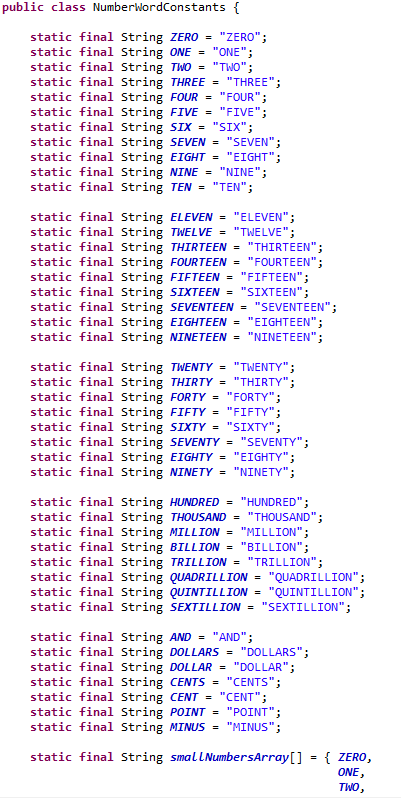 public class NumberWordConstants {
static final String ZERO = "ZERO";
static final String ONE = "ONE";
static final String TWO = "TWO";
static final String THREE = "THREE";
static final String FOUR = "FOUR";
static final String FIVE = "FIVE";
static final String SIX = "SIX";
static final String SEVEN = "SEVEN";
static final String EIGHT = "EIGHT";
static final String NINE = "NINE";
static final String TEN = "TEN";
static final String ELEVEN = "ELEVEN";
static final String TWELVE = "TWELVE";
static final String THIRTEEN = "THIRTEEN";
static final String FOURTEEN = "FOURTEEN";
static final String FIFTEEN = "FIFTEEN";
static final String SIXTEEN = "SIXTEEN";
static final String SEVENTEEN = "SEVENTEEN";
static final String EIGHTEEN = "EIGHTEEN";
static final String NINETEEN = "NINETEEN";
static final String TWENTY = "TWENTY";
static final String THIRTY = "THIRTY";
static final String FORTY = "FORTY";
static final String FIFTY = "FIFTY";
static final String SIXTY = "SIXTY";
static final String SEVENTY = "SEVENTY";
static final String EIGHTY = "EIGHTY";
static final String NINETY = "NINETY";
static final String HUNDRED = "HUNDRED";
static final String THOUSAND = "THOUSAND";
static final String MILLION = "MILLION";
static final String BILLION = "BILLION";
static final String TRILLION = "TRILLION";
static final String QUADRILLION = "QUADRILLION";
static final String QUINTILLION = "QUINTILLION";
static final String SEXTILLION = "SEXTILLION";
static final String AND = "AND";
static final String DOLLARS = "DOLLARS";
static final String DOLLAR = "DOLLAR";
static final String CENTS = "CENTS";
static final String CENT = "CENT";
static final String POINT = "POINT";
static final String MINUS = "MINUS";
static final String smallNumbersArray[] = { ZERO,
ONE,
TWO,